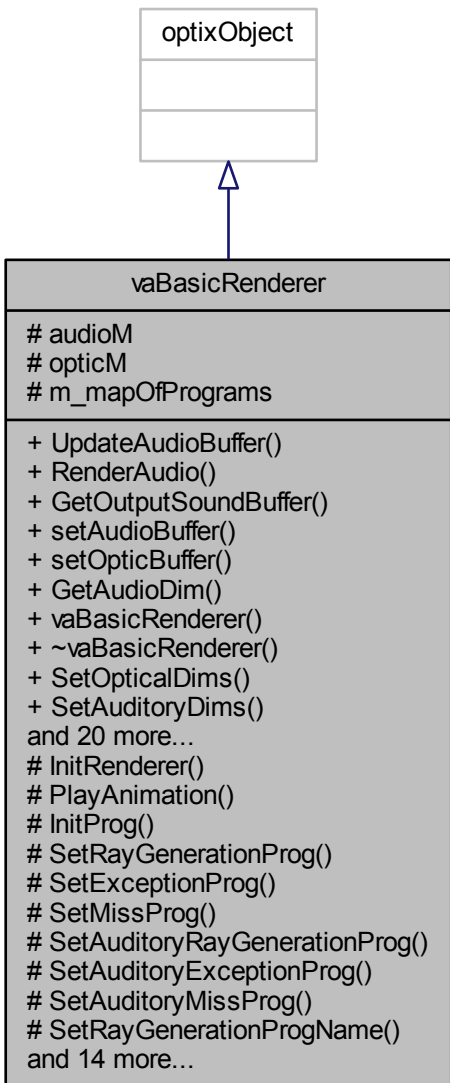 optixObject
vaBasicRenderer
# audioM
# opticM
# m_mapOfPrograms
+ UpdateAudioBuffer()
+ RenderAudio()
+ GetOutputSoundBuffer()
+ setAudioBuffer()
+ setOpticBuffer()
+ GetAudioDim()
+ vaBasicRenderer()
+ ~vaBasicRenderer()
+ SetOpticalDims()
+ SetAuditoryDims()
and 20 more...
# InitRenderer()
# PlayAnimation()
# InitProg()
# SetRayGenerationProg()
# SetExceptionProg()
# SetMissProg()
# SetAuditoryRayGenerationProg()
# SetAuditoryExceptionProg()
# SetAuditoryMissProg()
# SetRayGenerationProgName()
and 14 more...